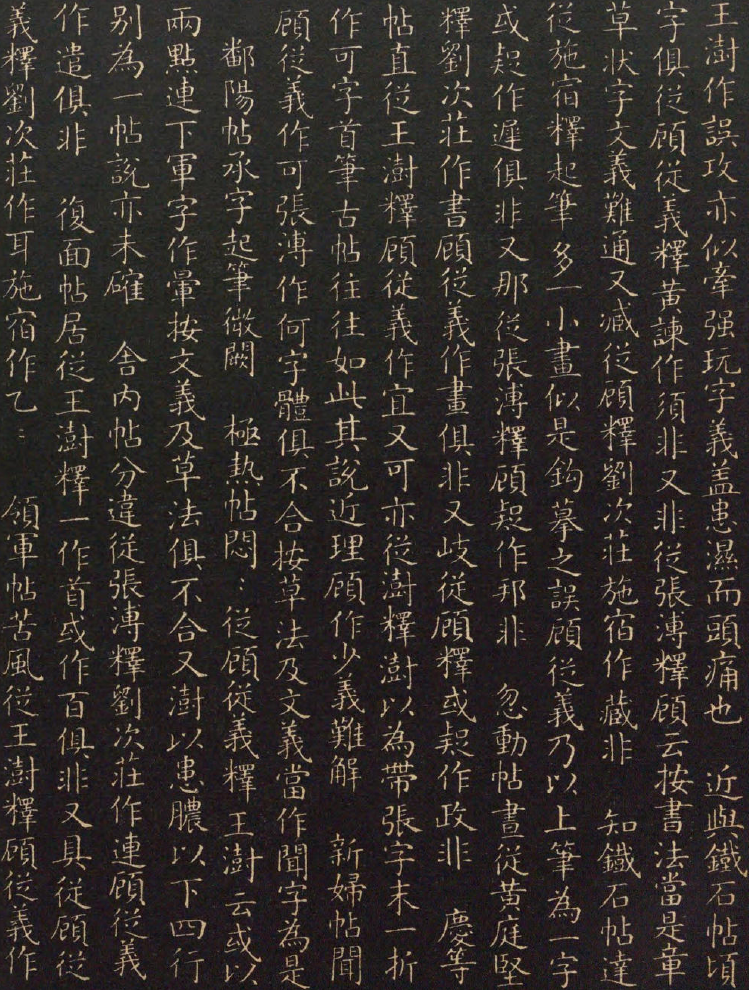 王澍作誤攻亦似牽强玩字義盖患濕而頭痛也　近與鐵石帖頃
字俱從顧從義釋黄諫作須非又非從張溥釋顧云按書法當是章
草狀字文義難通又減從顧釋劉次莊施宿作藏非　知鐵石帖達
從施宿釋起筆多一小畫似是鈎摹之誤顧從義乃以上筆為一字
或疑作遲俱非又那從張溥釋顧疑作邦非　忽動帖晝從黄庭堅
釋劉次莊作書顧從義作畫俱非又岐從顧釋或疑作政非　慶等
帖直從王澍釋顧從義作宜又可亦從澍釋澍以為帶張字末一折
作可字首筆古帖往往如此其說近理顧作少義難解　新婦帖聞
顧從義作可張溥作何字體俱不合按草法及文義當作聞字為是
鄱陽帖承字起筆微闕　極熱帖悶〻從顧從義釋王澍云或以
兩點連下軍字作暈按文義及草法俱不合又澍以患膿以下四行
别為一帖說亦未確　舍内帖分違從張溥釋劉次莊作連顧從義
作遣俱非　復面帖居從王澍釋一作首或作百俱非又具從顧從
義釋劉次莊作耳施宿作乙〻　領軍帖苦風從王澍釋顧從義作